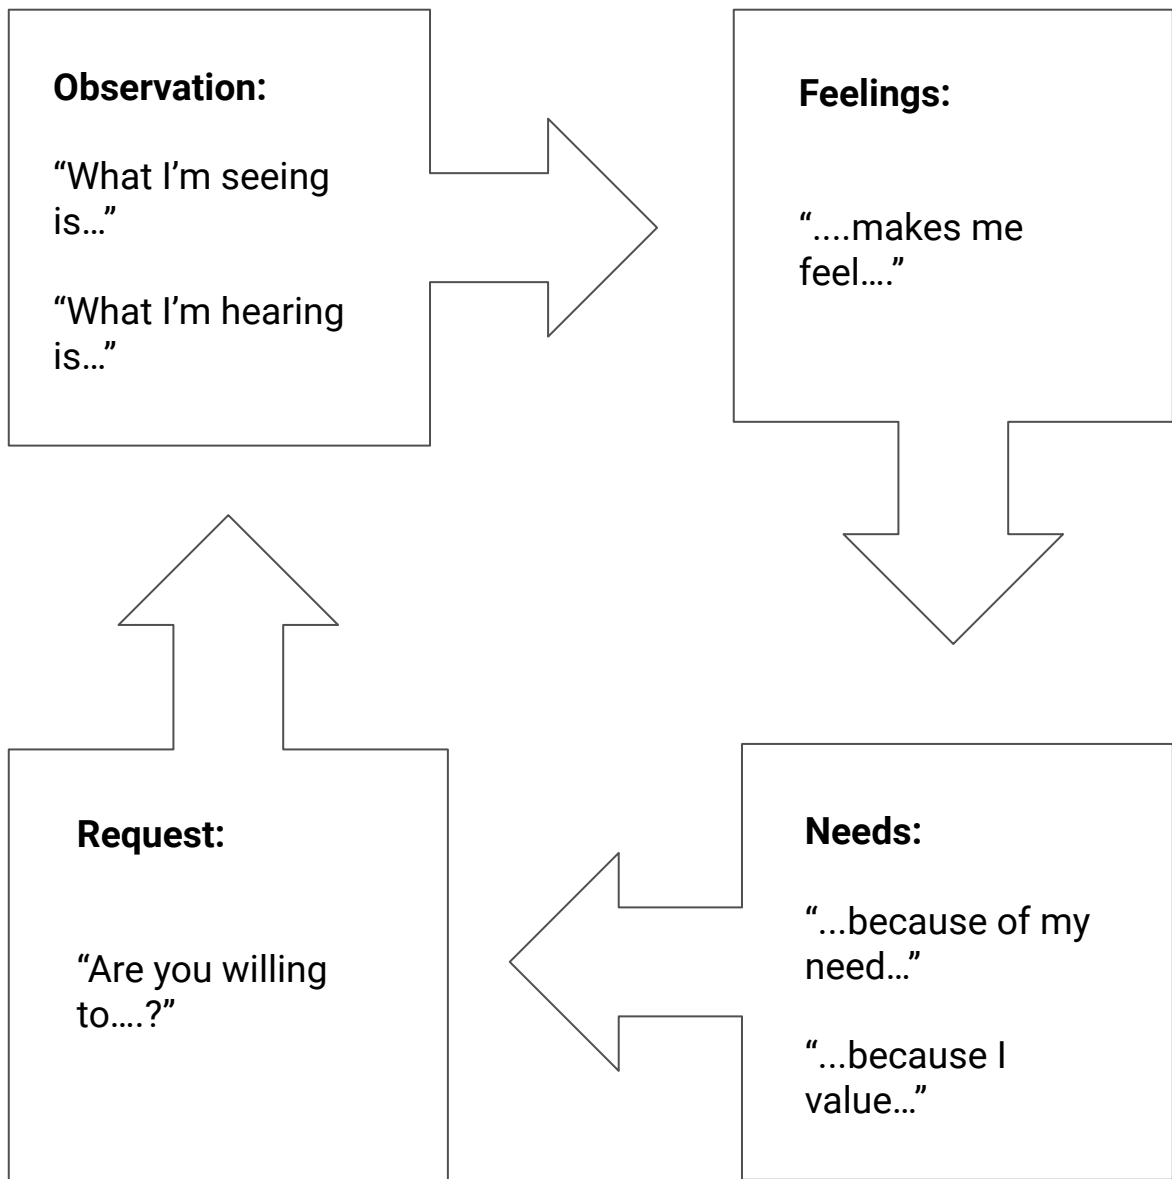 Observation:
“What I’m seeing
is…”
“What I’m hearing
is…”
Feelings:
“....makes me
feel….”
Needs:
“...because of my
need…”
“...because I
value…”
Request:
“Are you willing
to….?”